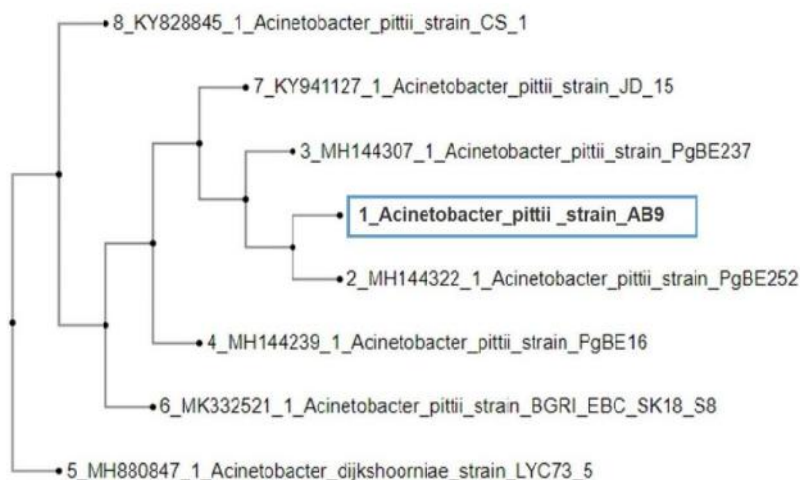 8_KY828845_1_Acinetobacter_pittii_strain_CS_1
7_KY941127_1_Acinetobacter_pittii_strain_JD_15
3_MH144307_1_Acinetobacter_pittii_strain_PgBE237
1_Acinetobacter_pittii _strain_AB9
2_MH144322_1_Acinetobacter_pittii_strain_PgBE252
4_MH144239_1_Acinetobacter_pittii_strain_PgBE16
6_MK332521_1_Acinetobacter_pittii_strain_BGRI_EBC_SK18_S8
5_MH880847_1_Acinetobacter_dijkshoorniae_strain_LYC73_5